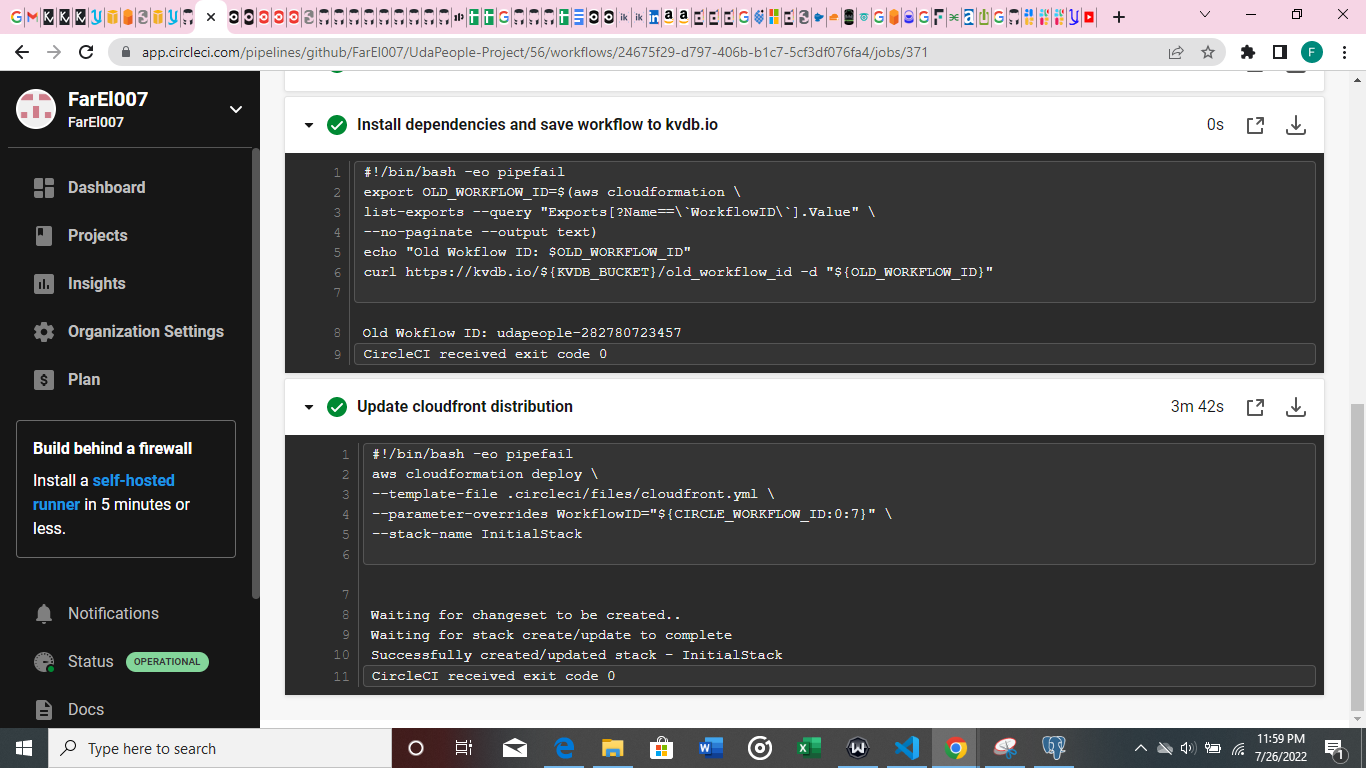 app.circleci.com/pipelines/github/FarEl007/UdaPeople-Project/56/workflows/24675f29-d797-406b-b1c7-5cf3df076fa4/jobs/371
F
FarEl007
FarEl007
Dashboard
Projects
Insights
Organization Settings
Plan
Build behind a firewall
Install a self-hosted
runner in 5 minutes or
less.
Notifications
Status OPERATIONAL
Docs
Install dependencies and save workflow to kvdb.io 0s
1 #!/bin/bash -eo pipefail
2 export OLD_WORKFLOW_ID=$(aws cloudformation \
3 list-exports --query "Exports[?Name==\`WorkflowID\`].Value" \
4 --no-paginate --output text)
5 echo "Old Wokflow ID: $OLD_WORKFLOW_ID"
6 curl https://kvdb.io/${KVDB_BUCKET}/old_workflow_id -d "${OLD_WORKFLOW_ID}"
7
8 Old Wokflow ID: udapeople-282780723457
9 CircleCI received exit code 0
Update cloudfront distribution 3m 42s
1 #!/bin/bash -eo pipefail
2 aws cloudformation deploy \
3 --template-file .circleci/files/cloudfront.yml \
4 --parameter-overrides WorkflowID="${CIRCLE_WORKFLOW_ID:0:7}" \
5 --stack-name InitialStack
6
7
8 Waiting for changeset to be created..
9 Waiting for stack create/update to complete
10 Successfully created/updated stack - InitialStack
11 CircleCI received exit code 0
Type here to search
11:59 PM
7/26/2022
1